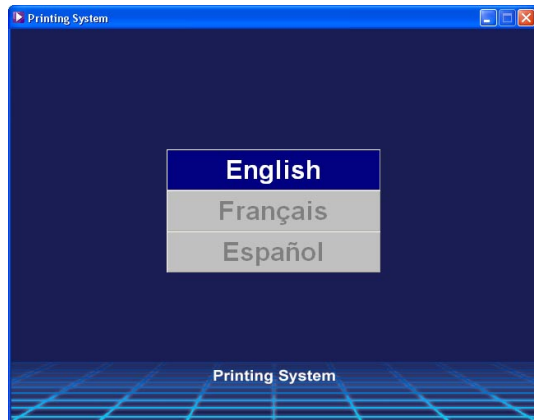 Printing System
English
Français
Español
Printing System